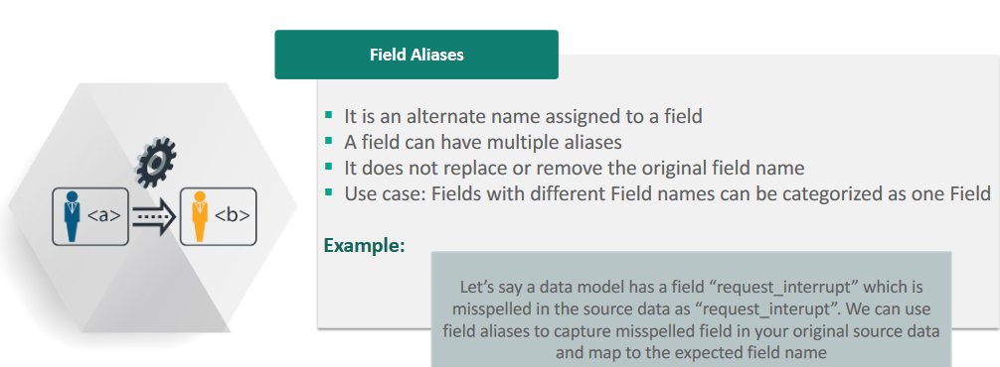 Field Aliases
▪ It is an alternate name assigned to a field
▪ A field can have multiple aliases
▪ It does not replace or remove the original field name
▪ Use case: Fields with different Field names can be categorized as one Field
<a>
<b>
Example:
Let's say a data model has a field “request_interrupt” which is
misspelled in the source data as “request_interupt”. We can use
field aliases to capture misspelled field in your original source data
and map to the expected field name